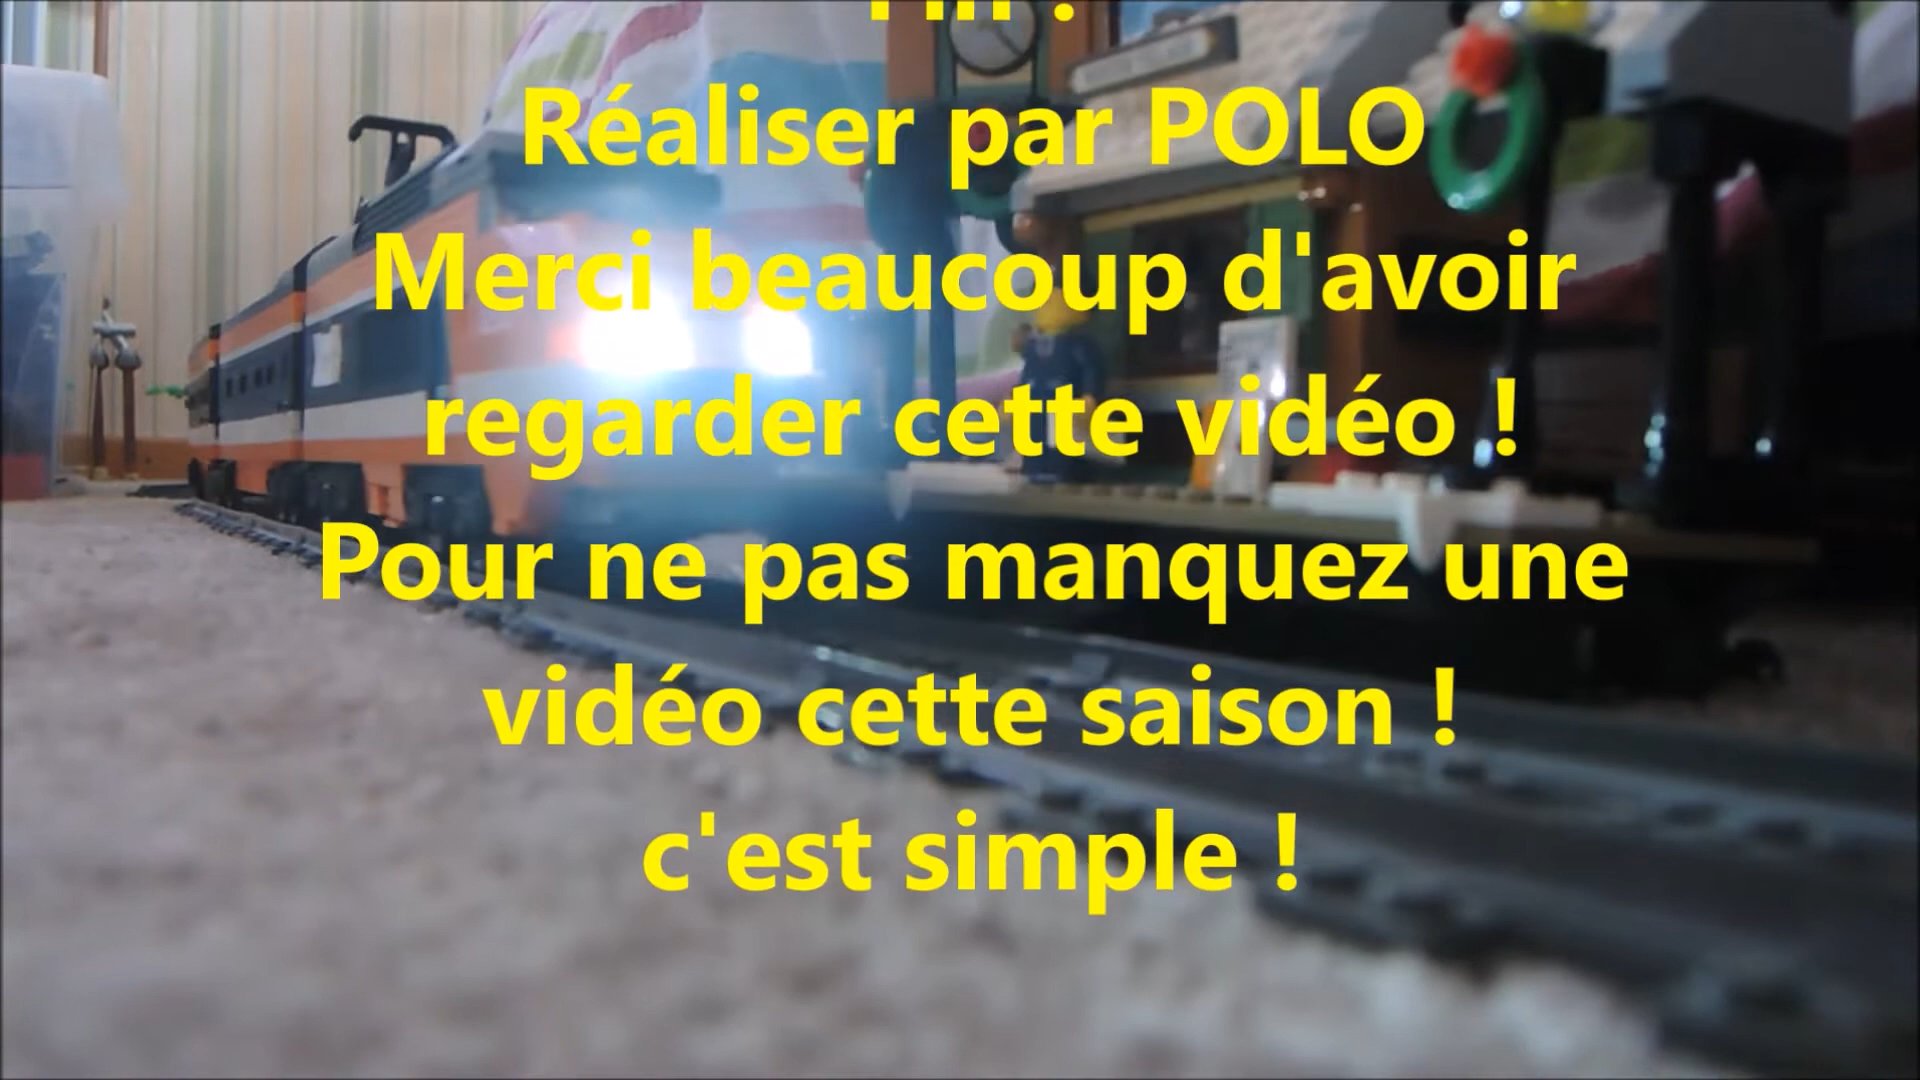 Réaliser par POLO
Merci beaucoup d'avoir
regarder cette vidéo !
Pour ne pas manquez une
vidéo cette saison !
c'est simple !